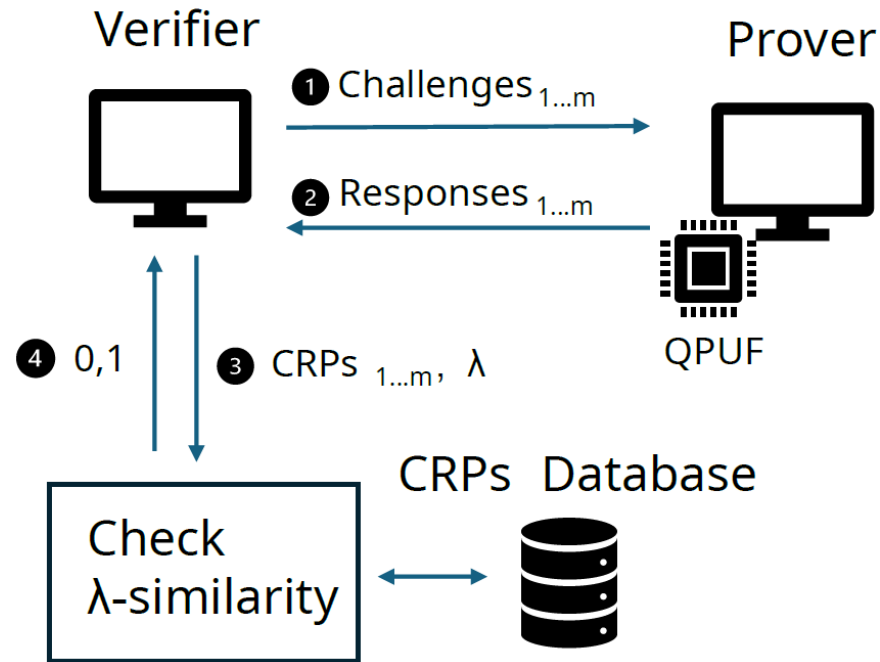 Verifier
Prover
1 Challenges 1...m
2 Responses 1...m
QPUF
4 0,1
3 CRPs 1...m, λ
CRPs Database
Check
λ-similarity